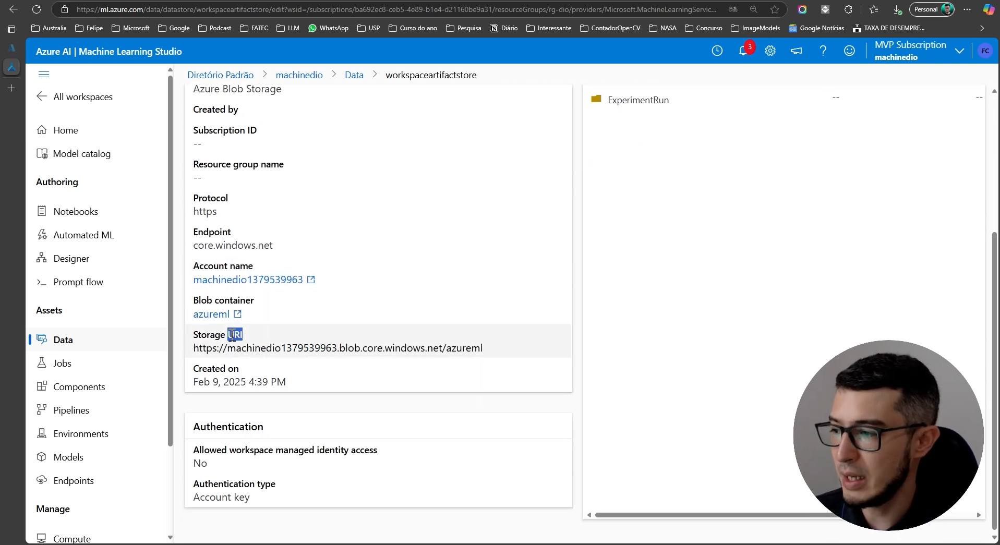 https://ml.azure.com/data/datastore/workspaceartifactstore/edit?wsid=/subscriptions/ba692ec8-ceb5-4e89-b1e4-d21160be9a31/resourceGroups/rg-dio/providers/Microsoft.MachineLearningServic...
aあ
Personal
Australia
Felipe
Microsoft
Google
Podcast
FATEC
LLM
WhatsApp
USP
Curso do ano
Pesquisa
Diário
Interessante
ContadorOpenCV
NASA
Concurso
ImageModels
Google Notícias
TAXA DE DESEMPRE...
Azure AI | Machine Learning Studio
3
MVP Subscription
machinedio
FC
All workspaces
Home
Model catalog
Authoring
Notebooks
Automated ML
Designer
Prompt flow
Assets
Data
Jobs
Components
Pipelines
Environments
Models
Endpoints
Manage
Compute
Diretório Padrão > machinedio > Data > workspaceartifactstore
Azure Blob Storage
Created by
Subscription ID
--
Resource group name
--
Protocol
https
Endpoint
core.windows.net
Account name
machinedio1379539963
Blob container
azureml
Storage URI
https://machinedio1379539963.blob.core.windows.net/azureml
Created on
Feb 9, 2025 4:39 PM
Authentication
Allowed workspace managed identity access
No
Authentication type
Account key
ExperimentRun -- --